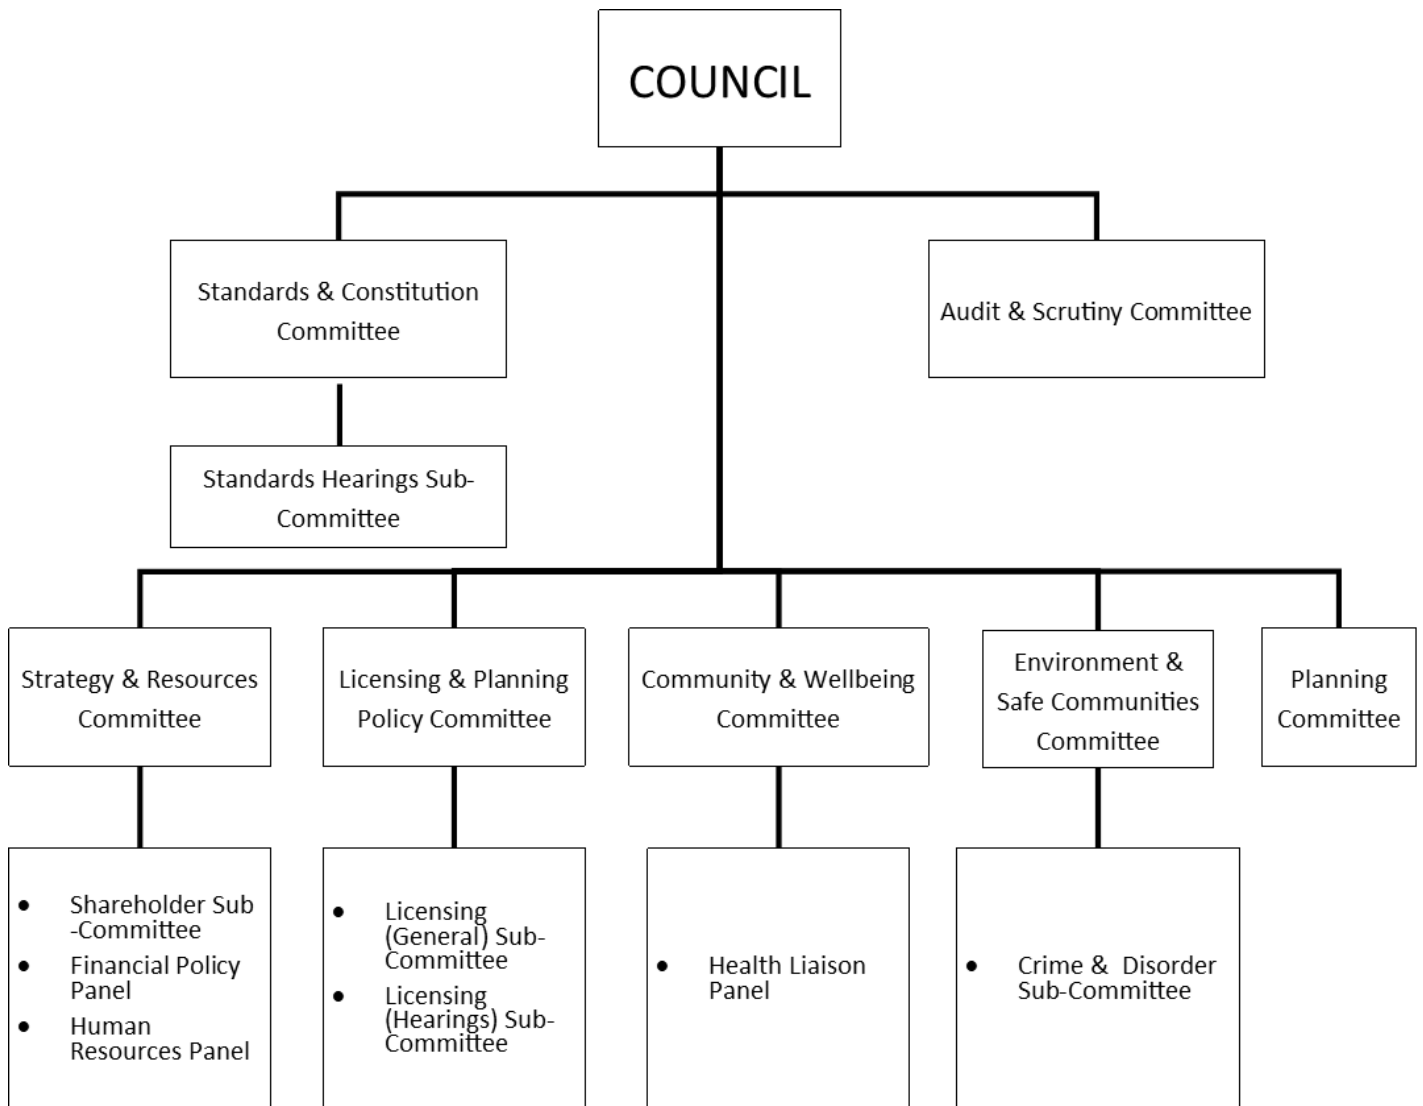 COUNCIL
Standards & Constitution
Committee
Audit & Scrutiny Committee
Standards Hearings Sub-
Committee
Strategy & Resources
Committee
Licensing & Planning
Policy Committee
Community & Wellbeing
Committee
Environment &
Safe Communities
Committee
Planning
Committee
• Shareholder Sub
-Committee
• Financial Policy
Panel
• Human
Resources Panel
• Licensing
(General) Sub-
Committee
• Licensing
(Hearings) Sub-
Committee
• Health Liaison
Panel
• Crime &  Disorder
Sub-Committee